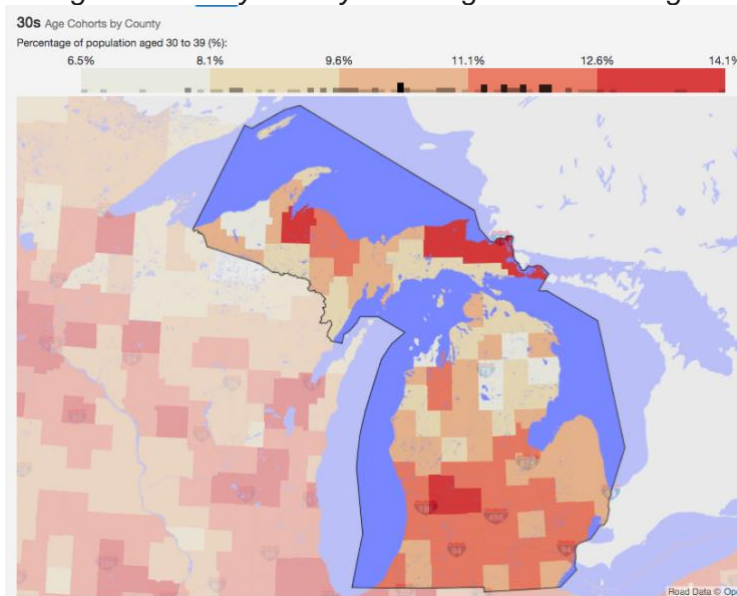 30s Age Cohorts by County
Percentage of population aged 30 to 39 (%):
6.5% 8.1% 9.6% 11.1% 12.6% 14.1%
Road Data © Op